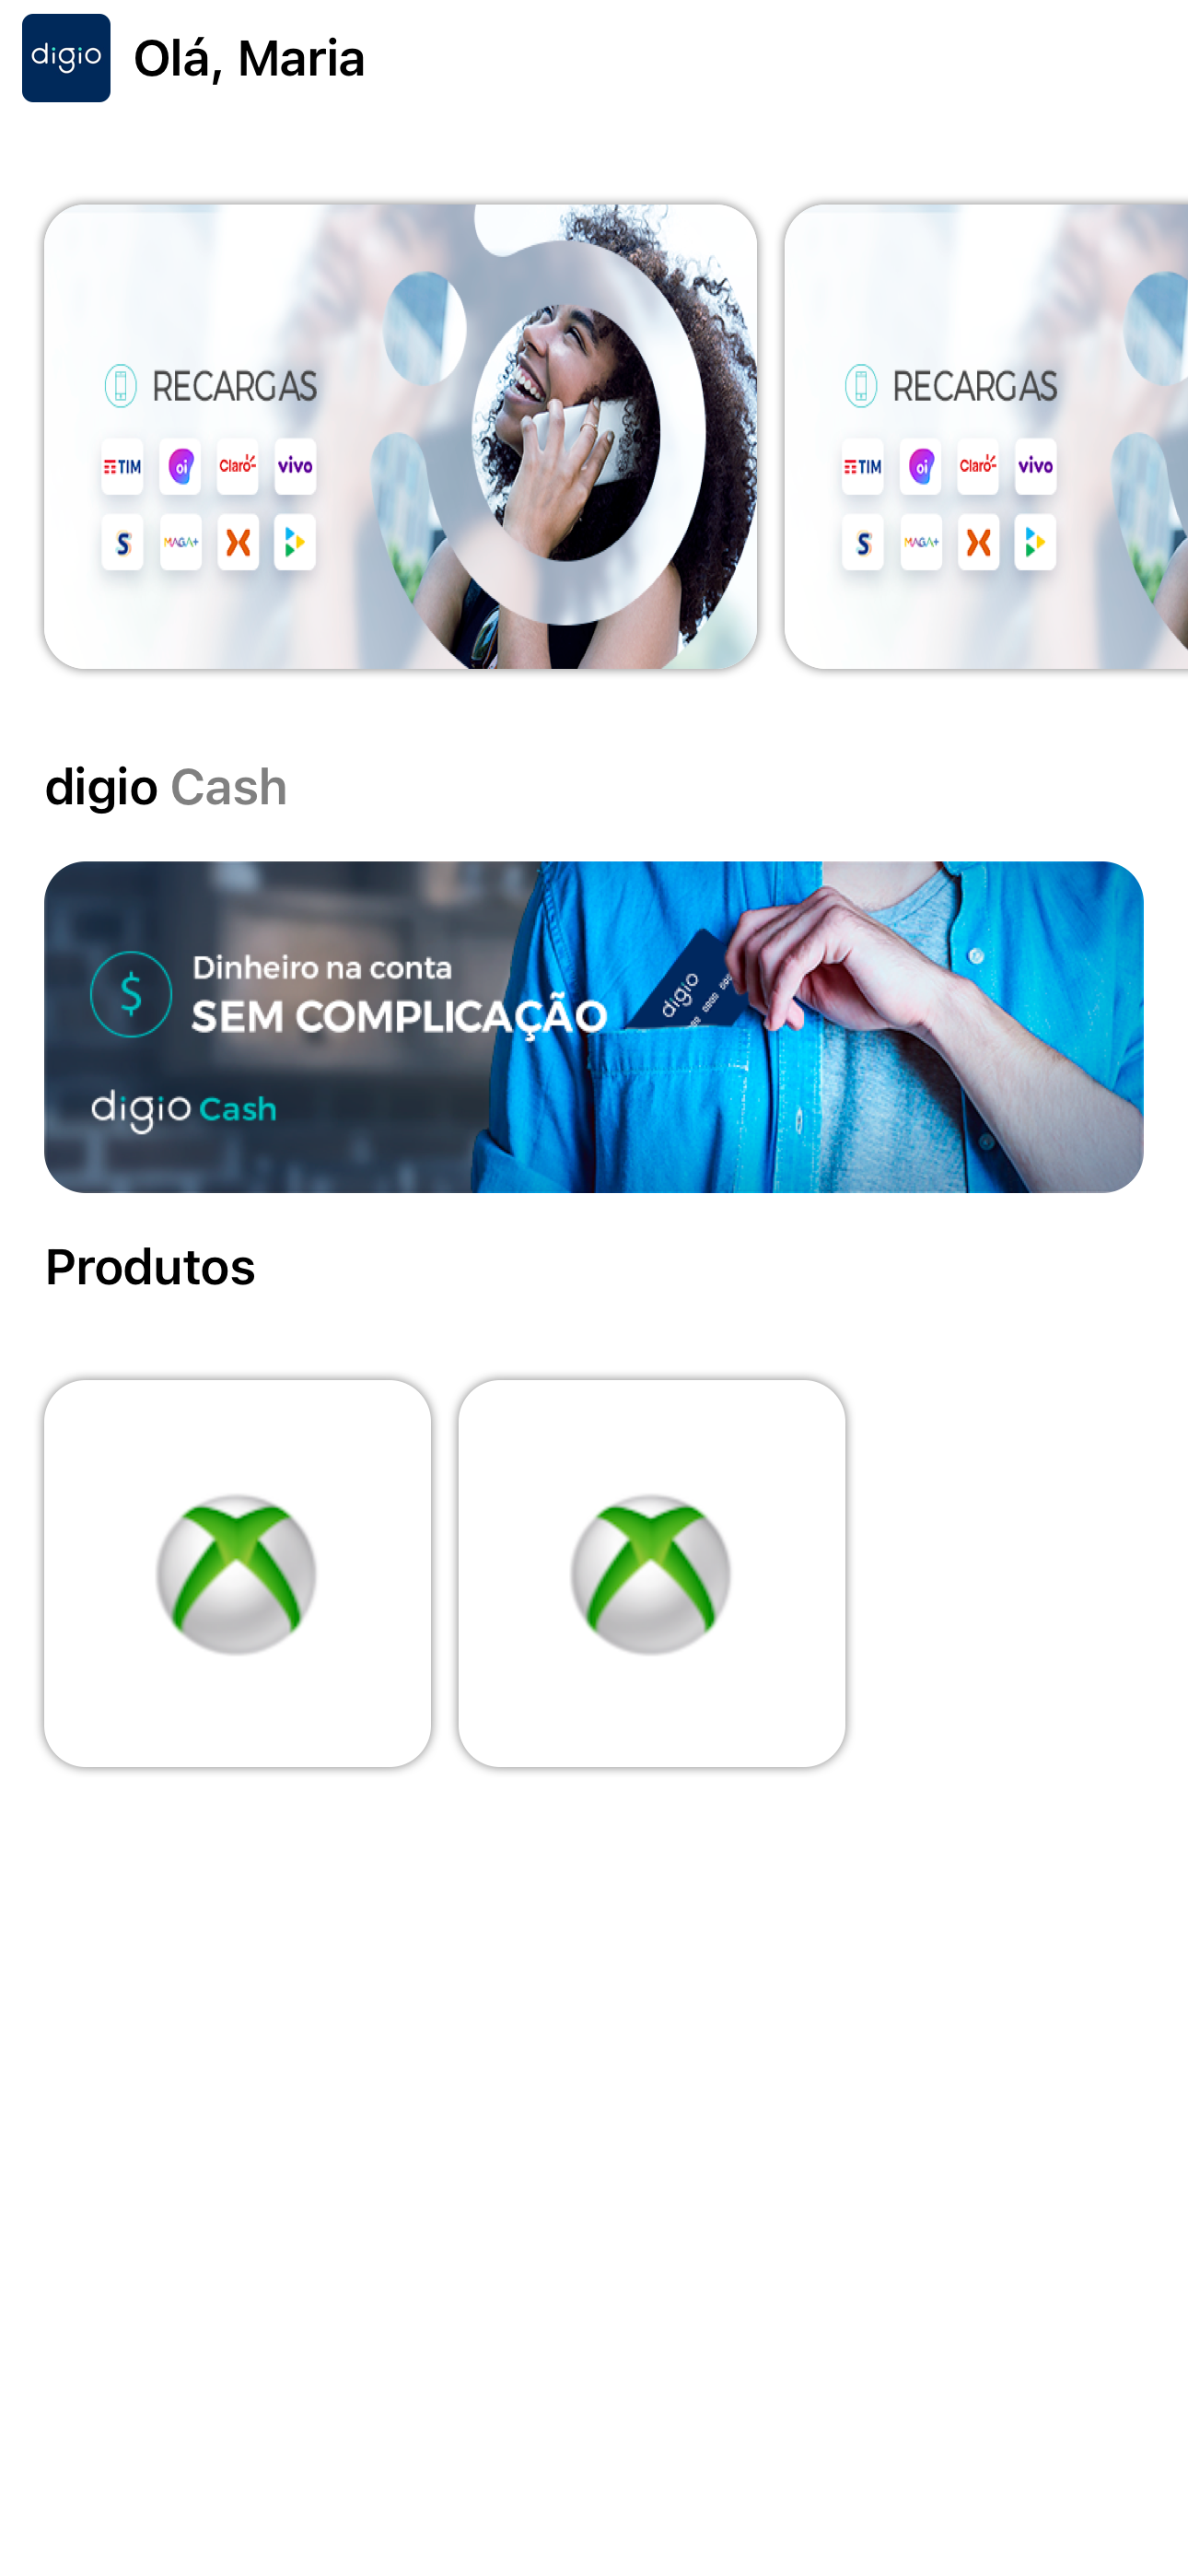 digio
Olá, Maria
RECARGAS
TIM
oi
Claro
vivo
S
MAGA+
RECARGAS
TIM
oi
Claro
vivo
S
MAGA+
digio Cash
Dinheiro na conta
SEM COMPLICAÇÃO
digio
digio Cash
Produtos